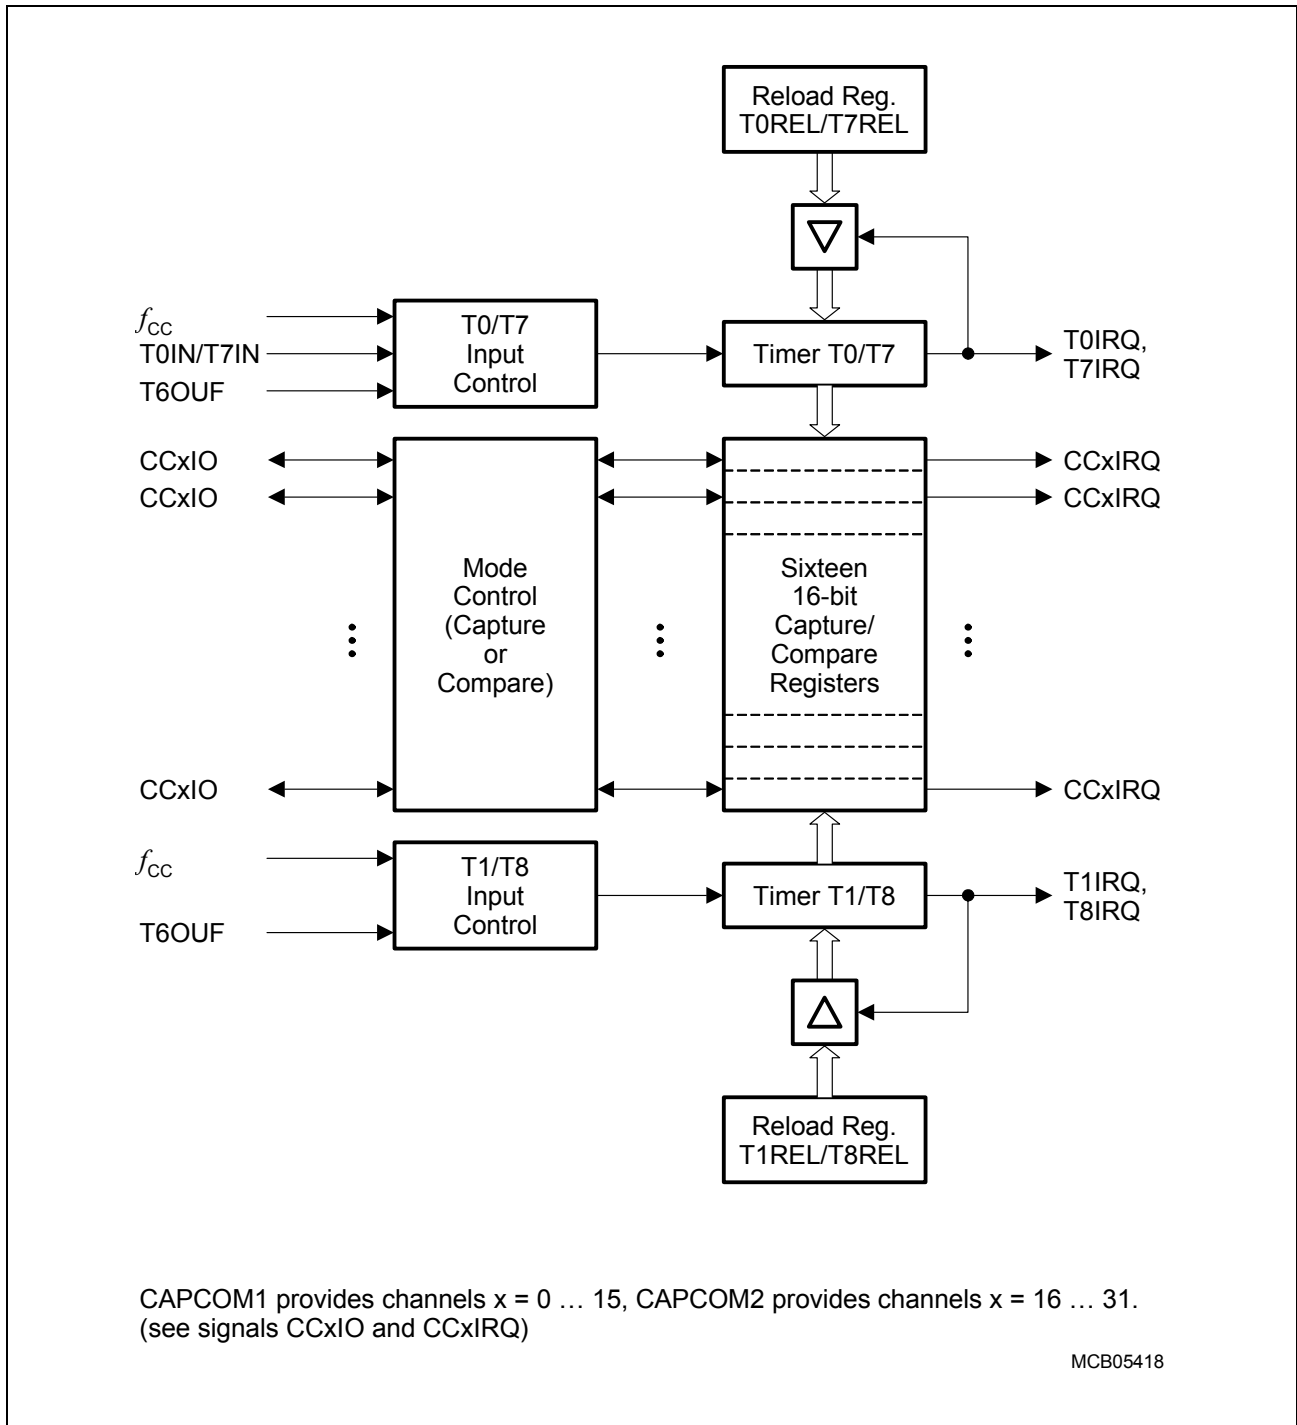 Reload Reg.
T0REL/T7REL
fCC
T0IN/T7IN
T6OUF
T0/T7
Input
Control
Timer T0/T7
T0IRQ,
T7IRQ
CCxIO
CCxIRQ
CCxIO
CCxIRQ
Mode
Control
(Capture
or
Compare)
Sixteen
16-bit
Capture/
Compare
Registers
CCxIO
CCxIRQ
fCC
T6OUF
T1/T8
Input
Control
Timer T1/T8
T1IRQ,
T8IRQ
Reload Reg.
T1REL/T8REL
CAPCOM1 provides channels x = 0 … 15, CAPCOM2 provides channels x = 16 … 31.
(see signals CCxIO and CCxIRQ)
MCB05418